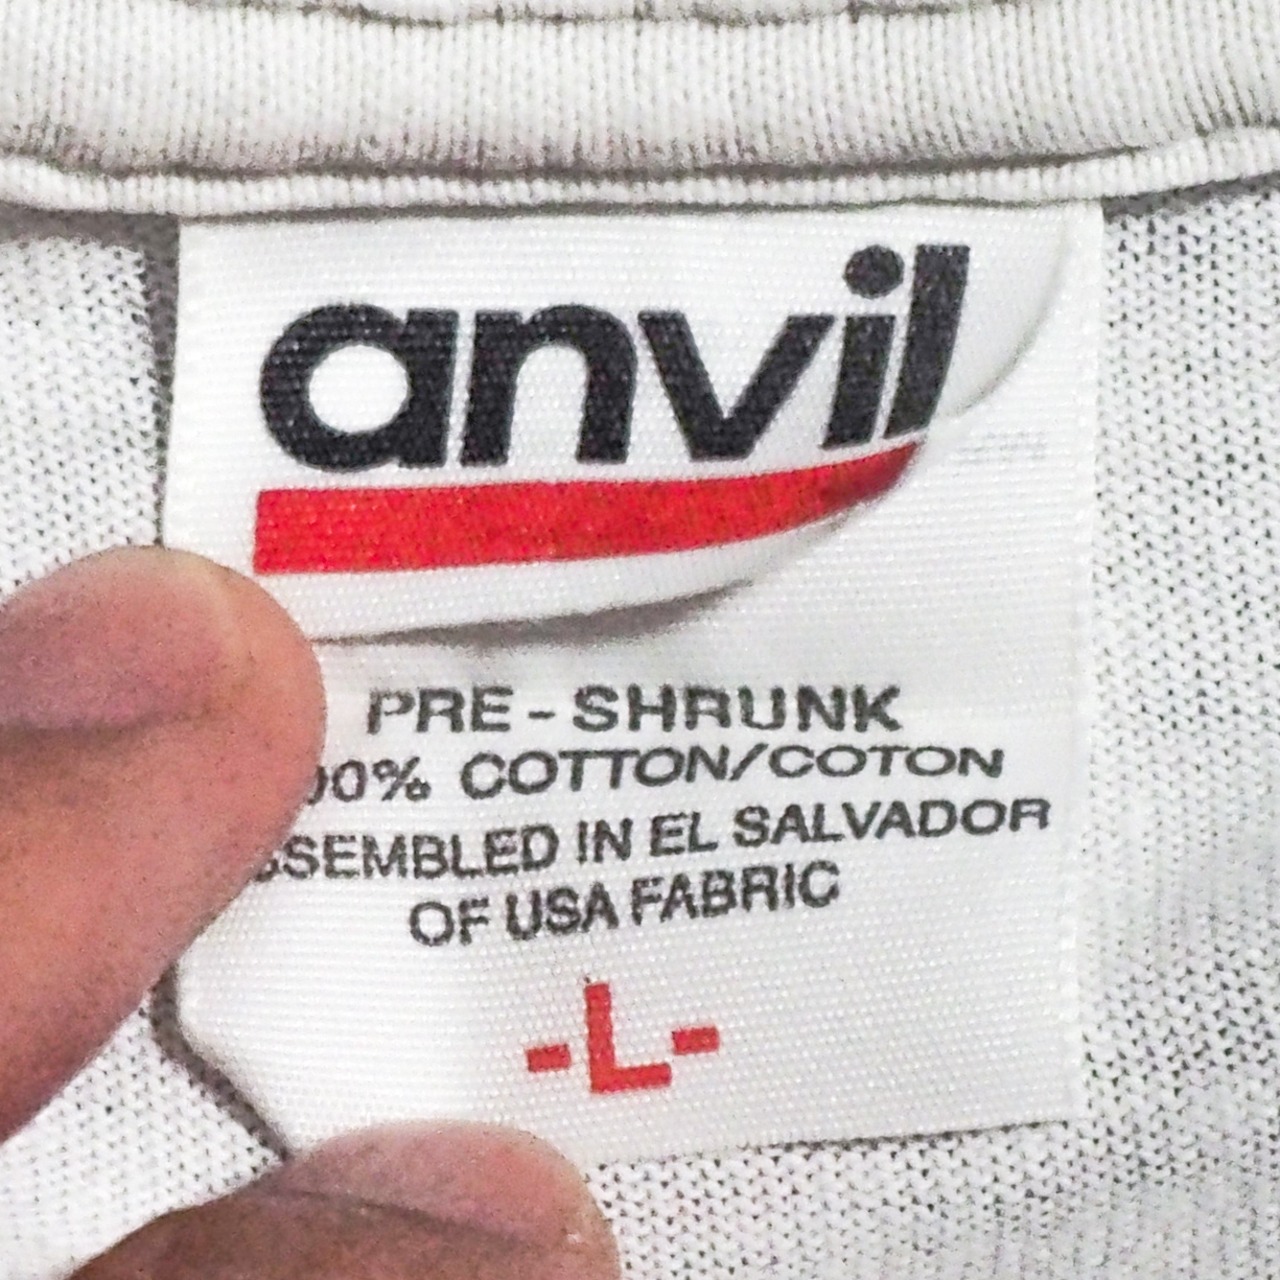 anvil
PRE-SHRUNK
00% COTTON/COTON
SSEMBLED IN EL SALVADOR
OF USA FABRIC
-L-